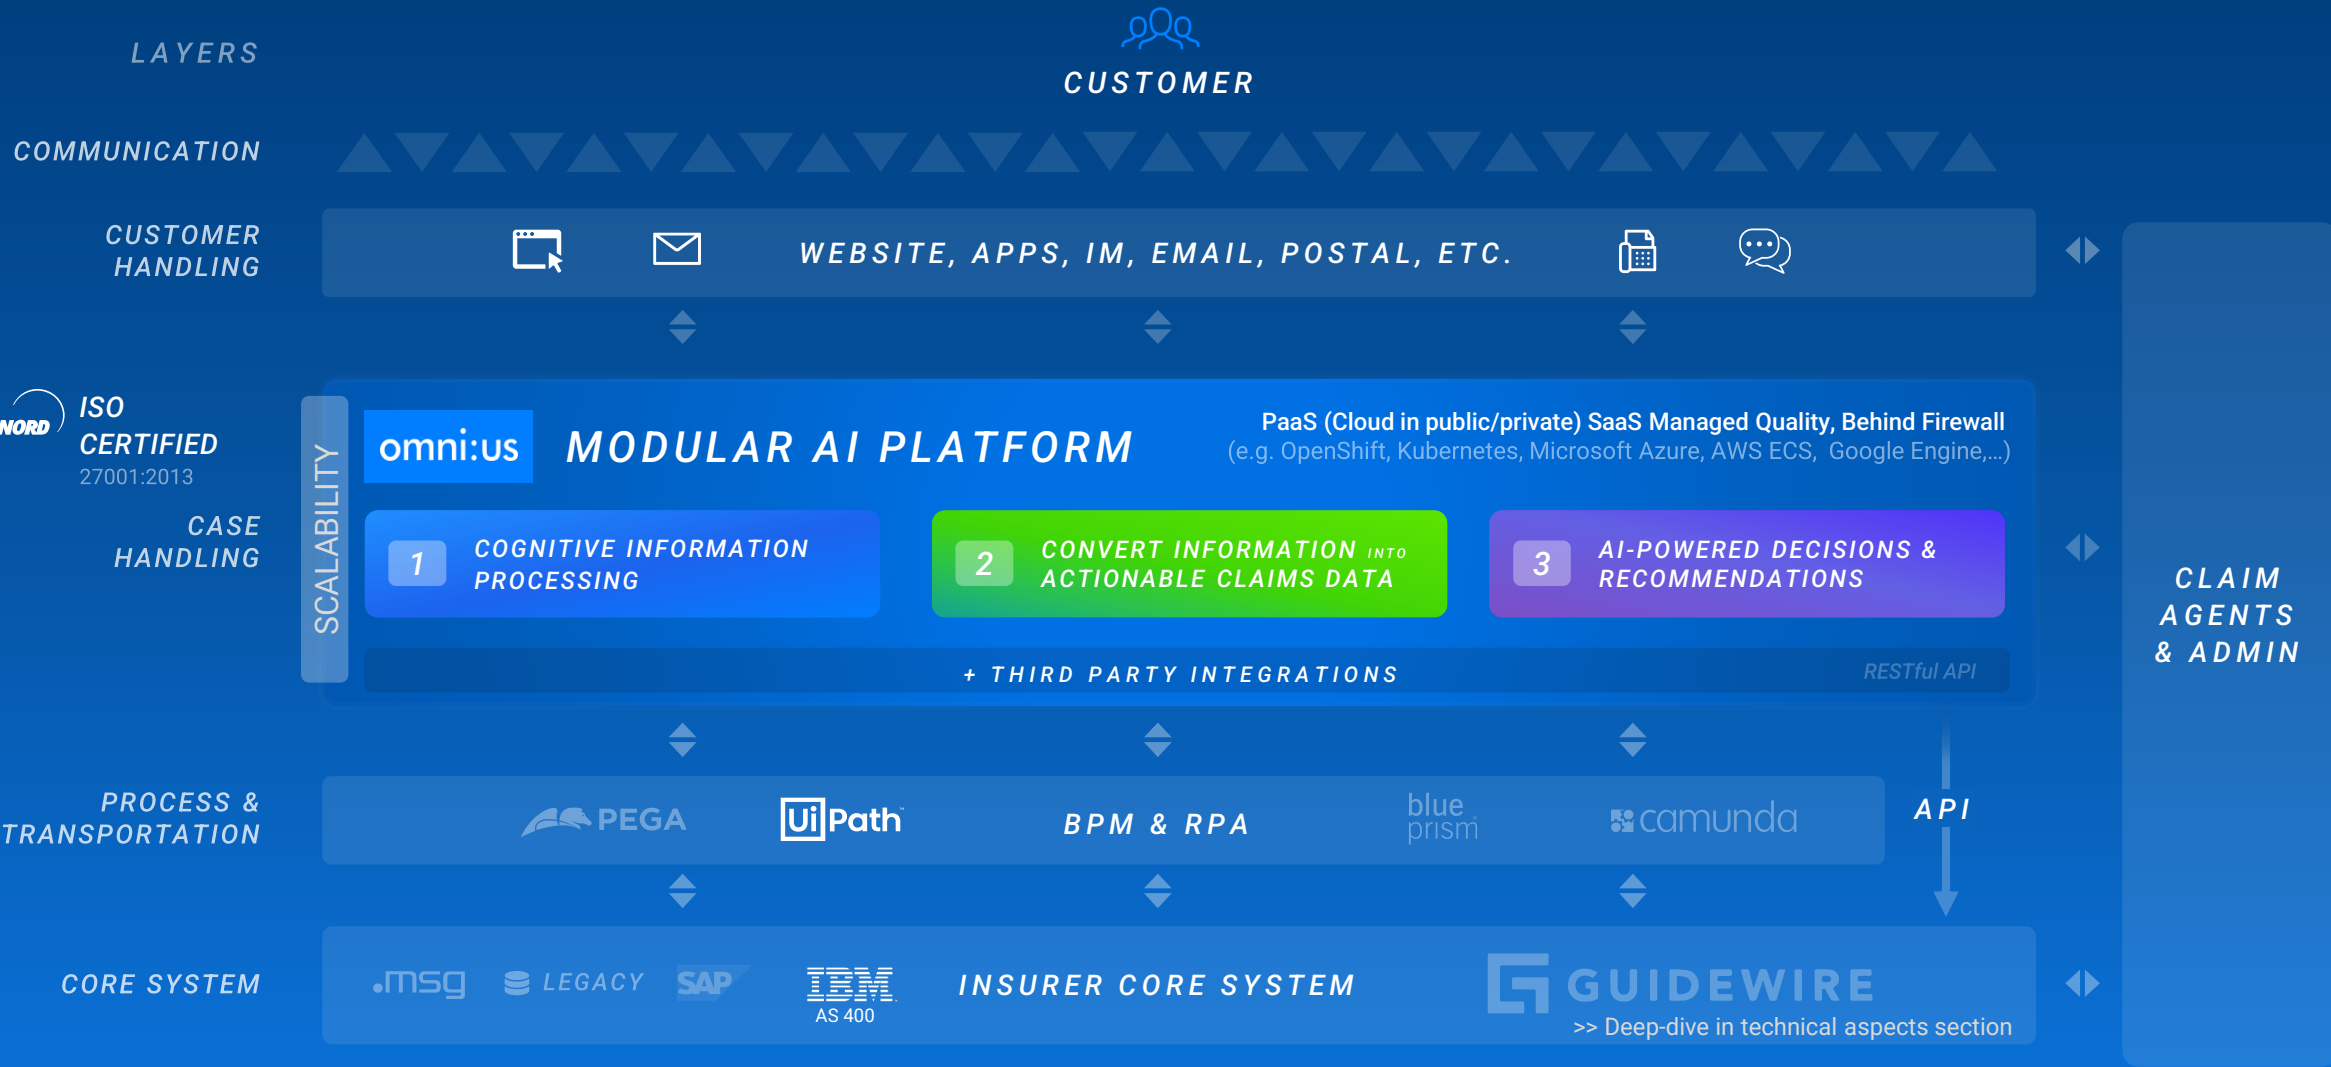 LAYERS
CUSTOMER
COMMUNICATION
CUSTOMER
HANDLING
WEBSITE, APPS, IM, EMAIL, POSTAL, ETC.
NORD
ISO
CERTIFIED
27001:2013
CASE
HANDLING
SCALABILITY
omni:us
MODULAR AI PLATFORM
PaaS (Cloud in public/private) SaaS Managed Quality, Behind Firewall
(e.g. OpenShift, Kubernetes, Microsoft Azure, AWS ECS, Google Engine,...)
1
COGNITIVE INFORMATION
PROCESSING
2
CONVERT INFORMATION INTO
ACTIONABLE CLAIMS DATA
3
AI-POWERED DECISIONS &
RECOMMENDATIONS
+ THIRD PARTY INTEGRATIONS
RESTful API
CLAIM
AGENTS
& ADMIN
PROCESS &
TRANSPORTATION
PEGA
UiPath™
BPM & RPA
blue
prism
camunda
API
CORE SYSTEM
.msg
LEGACY
SAP
IBM
AS 400
INSURER CORE SYSTEM
GUIDEWIRE
>> Deep-dive in technical aspects section